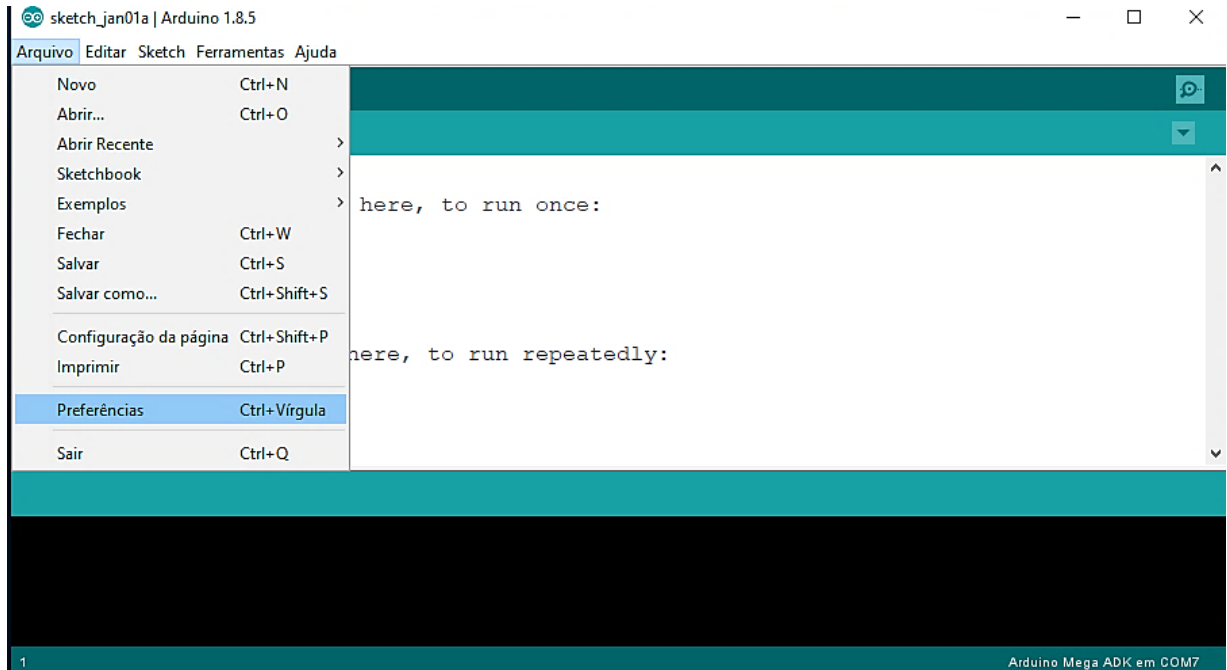 sketch_jan01a | Arduino 1.8.5
Arquivo Editar Sketch Ferramentas Ajuda
Novo Ctrl+N
Abrir... Ctrl+O
Abrir Recente
Sketchbook
Exemplos
here, to run once:
Fechar Ctrl+W
Salvar Ctrl+S
Salvar como... Ctrl+Shift+S
Configuração da página Ctrl+Shift+P
here, to run repeatedly:
Imprimir Ctrl+P
Preferências Ctrl+Vírgula
Sair Ctrl+Q
1 Arduino Mega ADK em COM7